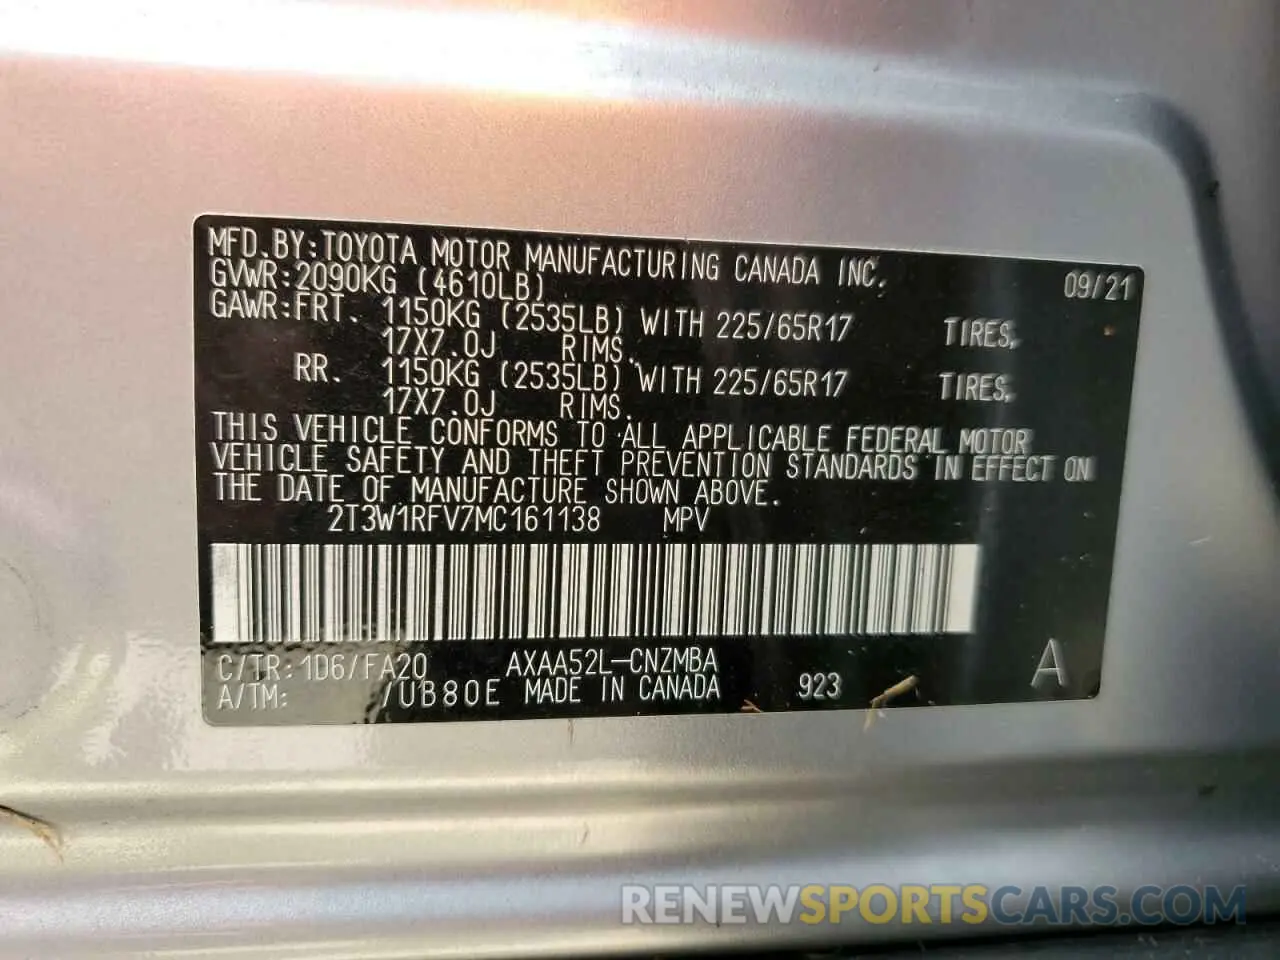 MFD.BY:TOYOTA MOTOR MANUFACTURING CANADA INC. 09/21
GVWR:2090KG (4610LB)
GAWR:FRT. 1150KG (2535LB) WITH 225/65R17 TIRES,
17X7.0J RIMS.
RR. 1150KG (2535LB) WITH 225/65R17 TIRES,
17X7.0J RIMS.
THIS VEHICLE CONFORMS TO ALL APPLICABLE FEDERAL MOTOR
VEHICLE SAFETY AND THEFT PREVENTION STANDARDS IN EFFECT ON
THE DATE OF MANUFACTURE SHOWN ABOVE.
2T3W1RFV7MC161138 MPV
C/TR:1D6/FA20 AXAA52L-CNZMBA
A/TM: /UB80E MADE IN CANADA 923 A
RENEWSPORTSCARS.COM